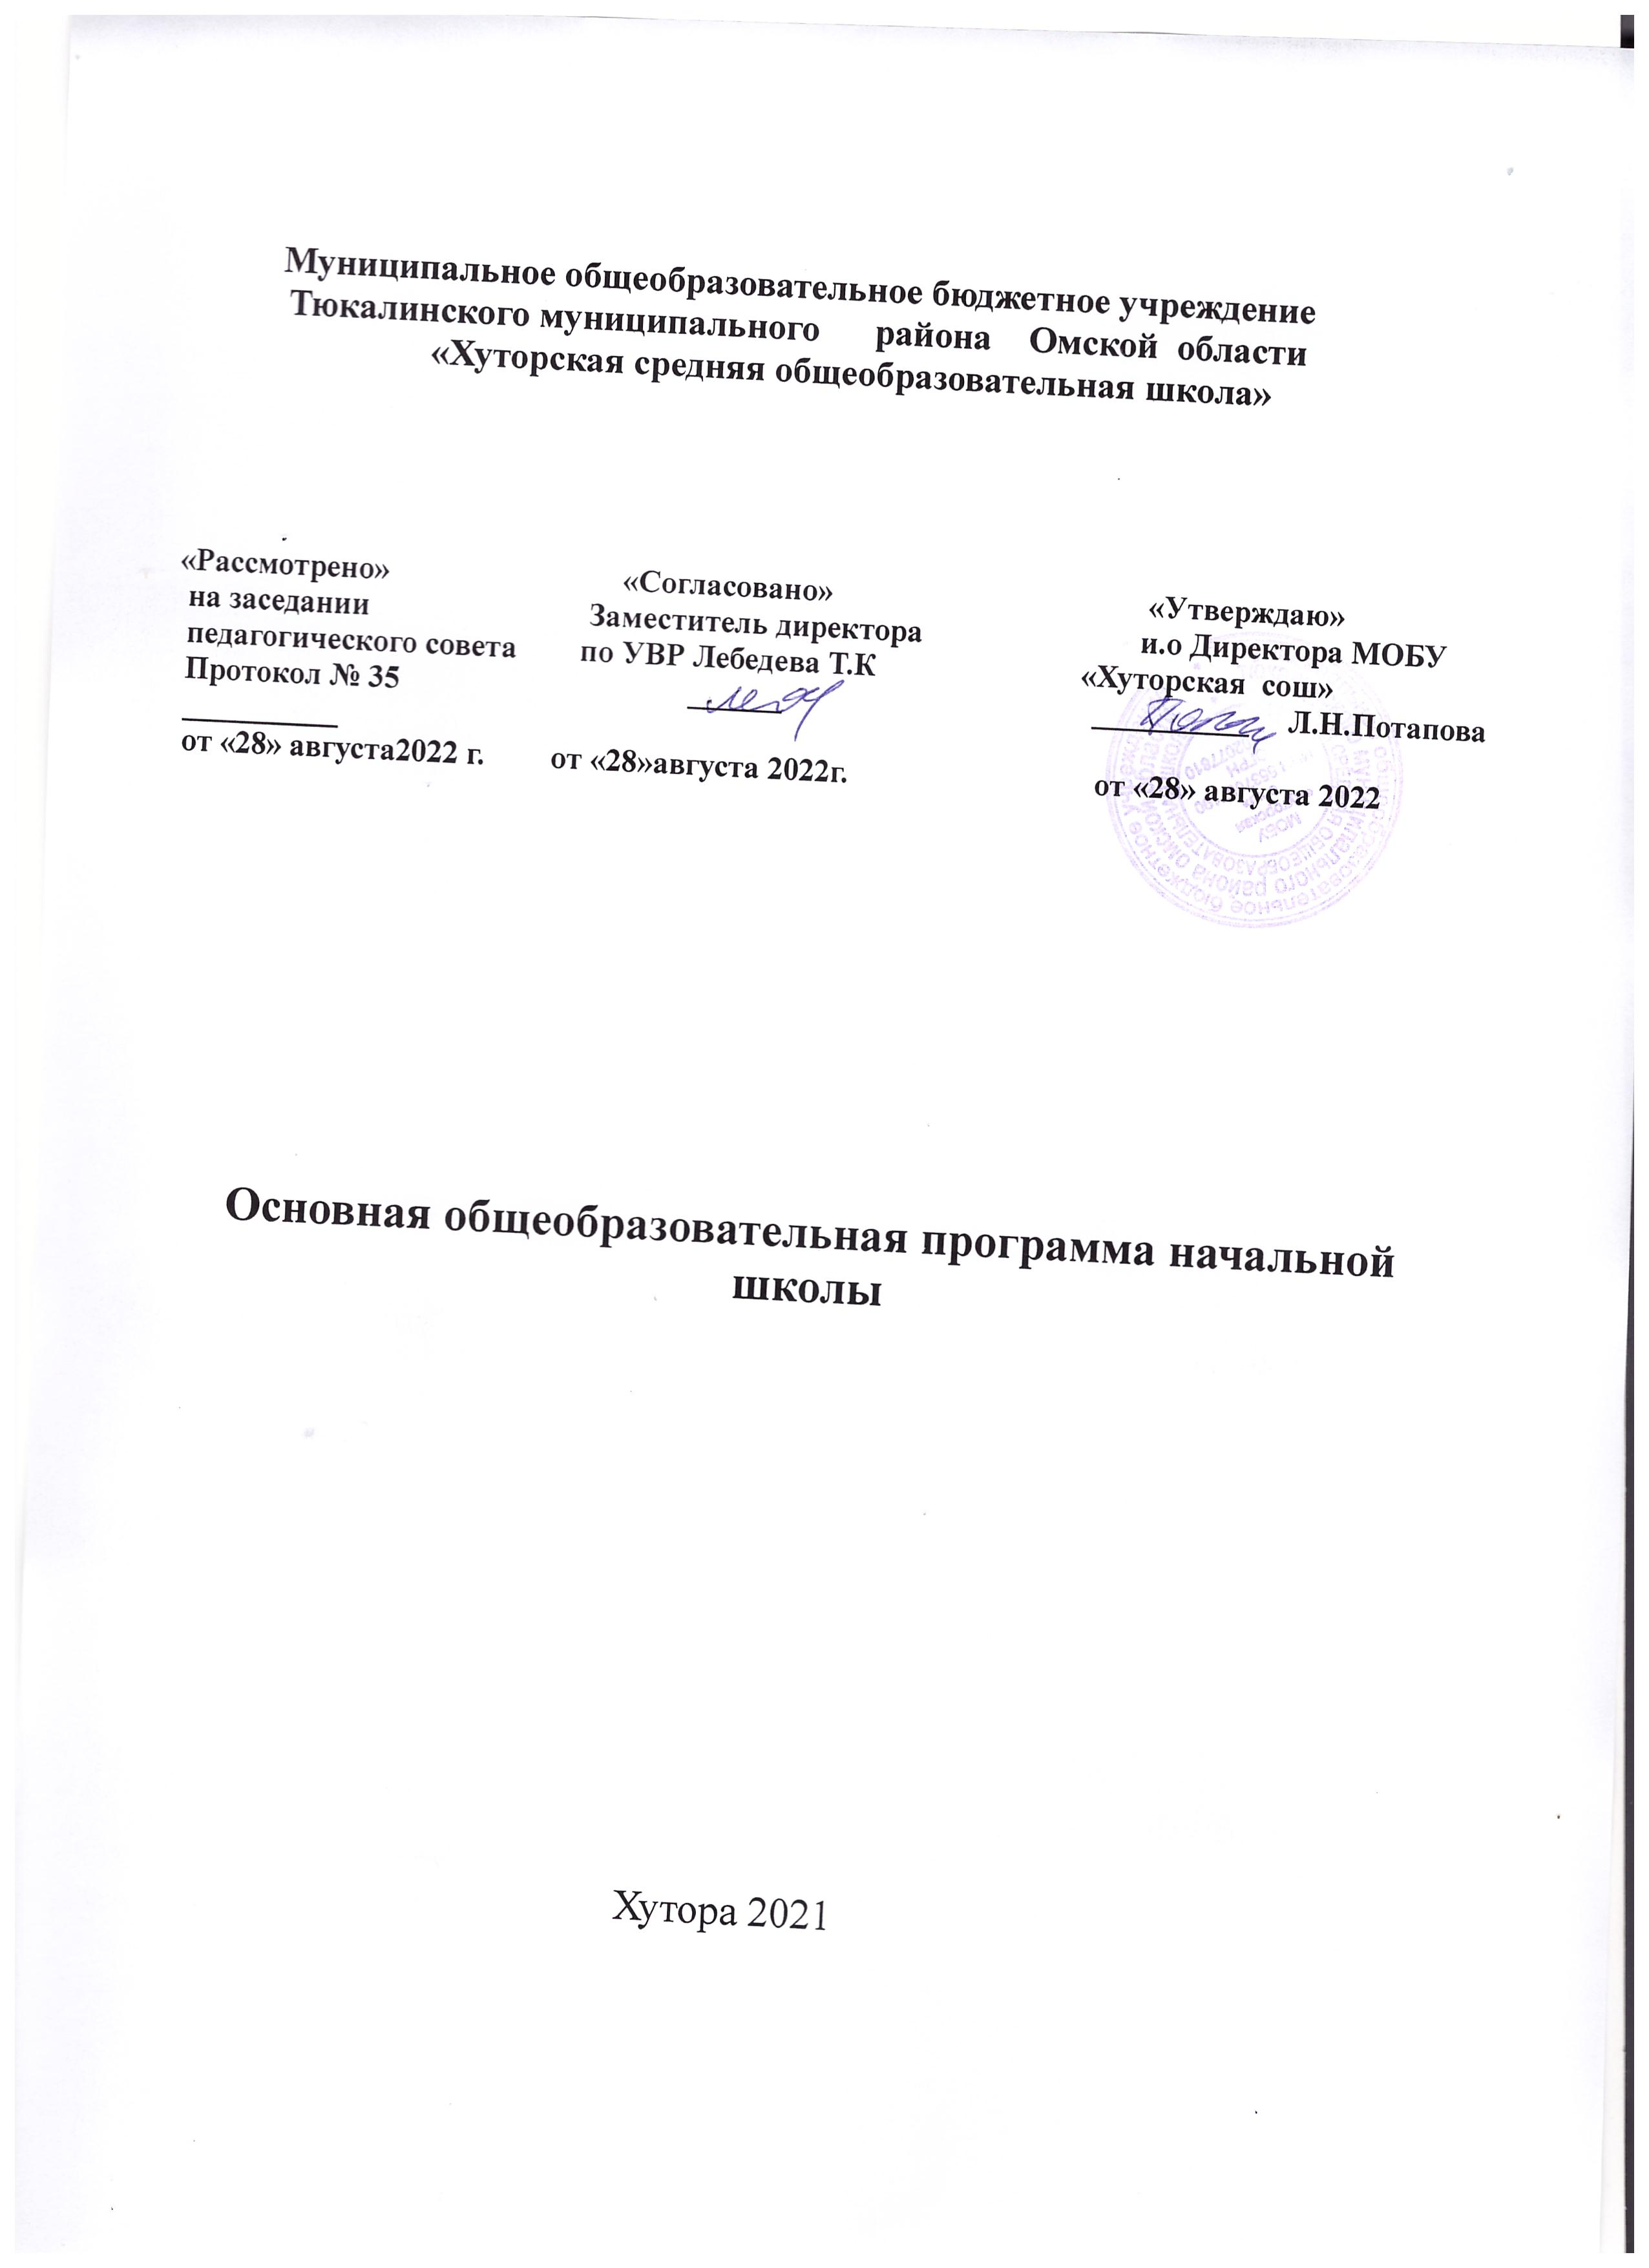 Муниципальное общеобразовательное бюджетное учреждение
Тюкалинского муниципального района Омской области
«Хуторская средняя общеобразовательная школа»
«Рассмотрено»
на заседании
педагогического совета
Протокол № 35
от «28» августа2022 г.
«Согласовано»
Заместитель директора
по УВР Лебедева Т.К
от «28»августа 2022г.
«Утверждаю»
и.о Директора МОБУ
«Хуторская сош»
Л.Н.Потапова
от «28» августа 2022
Основная общеобразовательная программа начальной
школы
Хутора 2021